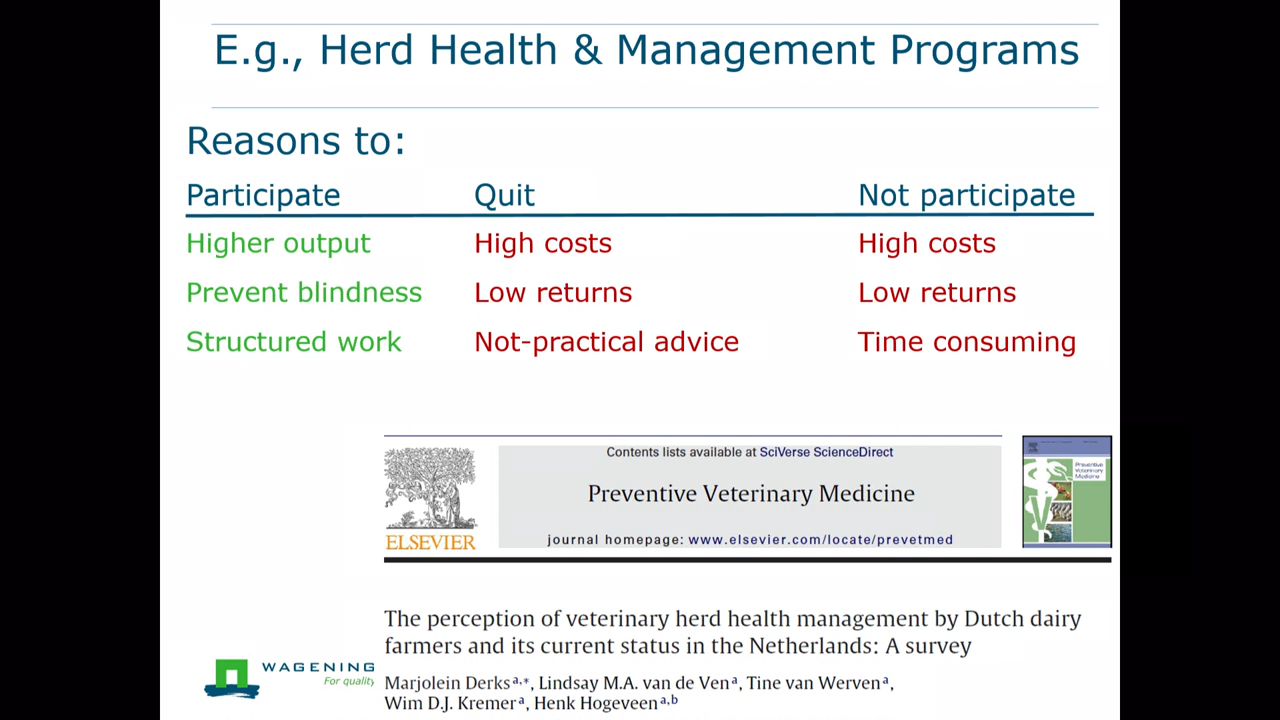 E.g., Herd Health & Management Programs
Reasons to:
Participate Quit Not participate
Higher output High costs High costs
Prevent blindness Low returns Low returns
Structured work Not-practical advice Time consuming
Contents lists available at SciVerse ScienceDirect
Preventive Veterinary Medicine
journal homepage: www.elsevier.com/locate/prevetmed
ELSEVIER
Preventive
Veterinary
Medicine
The perception of veterinary herd health management by Dutch dairy
farmers and its current status in the Netherlands: A survey
Marjolein Derks a,*, Lindsay M.A. van de Ven a, Tine van Werven a,
Wim D.J. Kremer a, Henk Hogeveen a,b
WAGENING
For quality